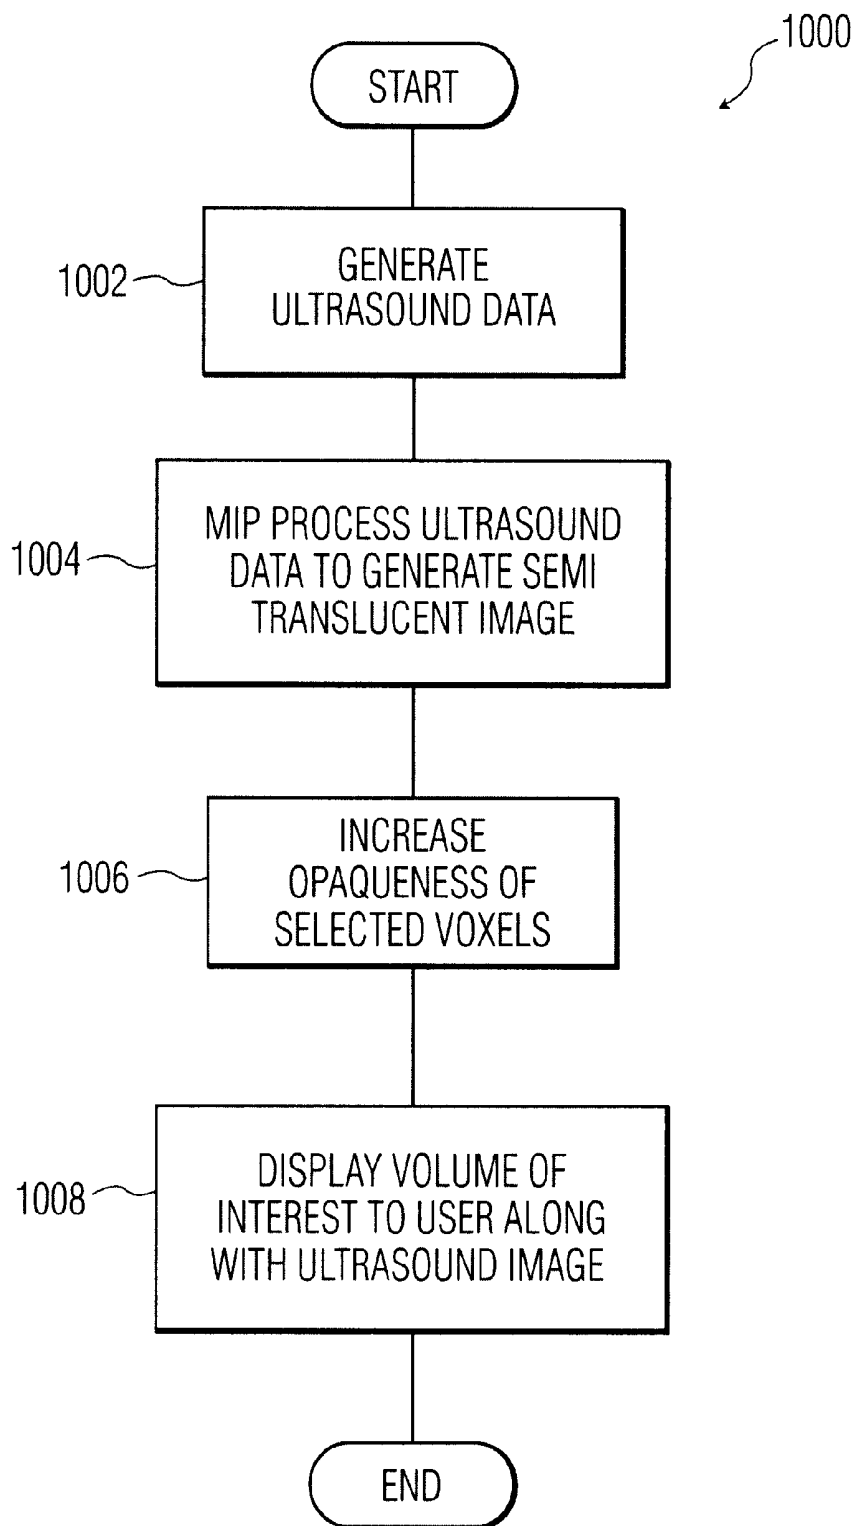 1000
START
1002
GENERATE
ULTRASOUND DATA
1004
MIP PROCESS ULTRASOUND
DATA TO GENERATE SEMI
TRANSLUCENT IMAGE
1006
INCREASE
OPAQUENESS OF
SELECTED VOXELS
1008
DISPLAY VOLUME OF
INTEREST TO USER ALONG
WITH ULTRASOUND IMAGE
END